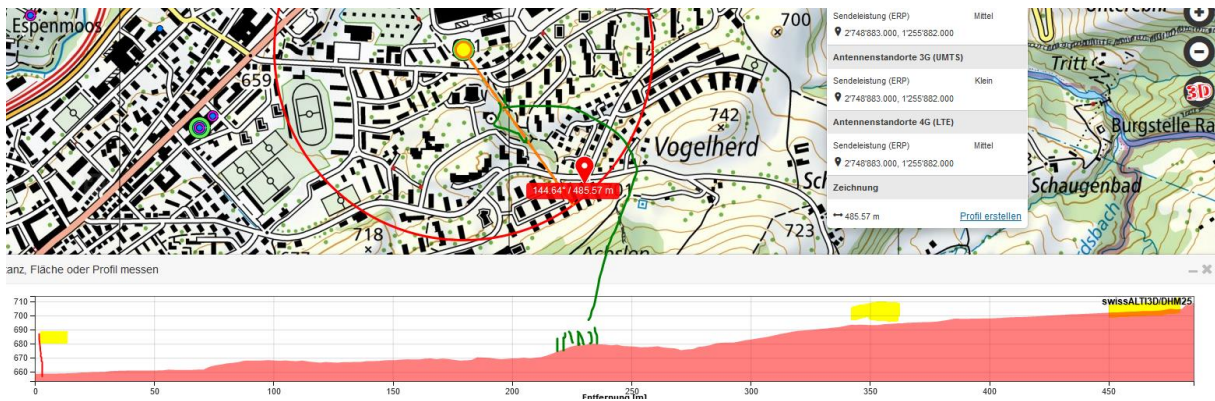 Espenmoos
659
700
742
Vogelherd
144.64° / 485.57 m
718
723
Tritt
Burgstelle Ra
Schaugenbad
Sendeleistung (ERP) Mittel
2'748'883.000, 1'255'882.000
Antennenstandorte 3G (UMTS)
Sendeleistung (ERP) Klein
2'748'883.000, 1'255'882.000
Antennenstandorte 4G (LTE)
Sendeleistung (ERP) Mittel
2'748'883.000, 1'255'882.000
Zeichnung
485.57 m Profil erstellen
3D
anz, Fläche oder Profil messen
swissALTI3D/DHM25
710
700
690
680
670
660
0 50 100 150 200 250 300 350 400 450
Entfernung [m]